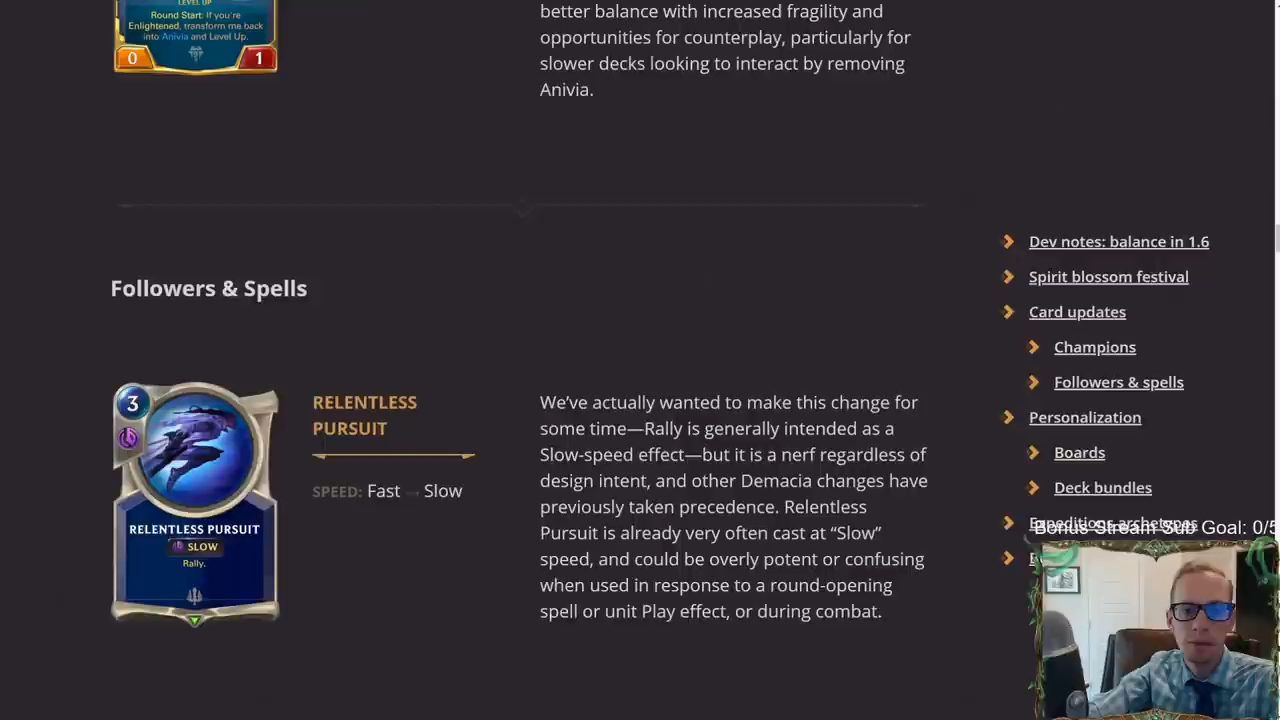 LEVEL UP
Round Start: If you're
Enlightened, transform me back
into Anivia and Level Up.
0
1
better balance with increased fragility and
opportunities for counterplay, particularly for
slower decks looking to interact by removing
Anivia.
Followers & Spells
3
RELENTLESS PURSUIT
SLOW
Rally.
RELENTLESS
PURSUIT
SPEED: Fast → Slow
We've actually wanted to make this change for
some time—Rally is generally intended as a
Slow-speed effect—but it is a nerf regardless of
design intent, and other Demacia changes have
previously taken precedence. Relentless
Pursuit is already very often cast at “Slow”
speed, and could be overly potent or confusing
when used in response to a round-opening
spell or unit Play effect, or during combat.
Dev notes: balance in 1.6
Spirit blossom festival
Card updates
Champions
Followers & spells
Personalization
Boards
Deck bundles
Expeditions archetypes
Bonus Stream Sub Goal: 0/5